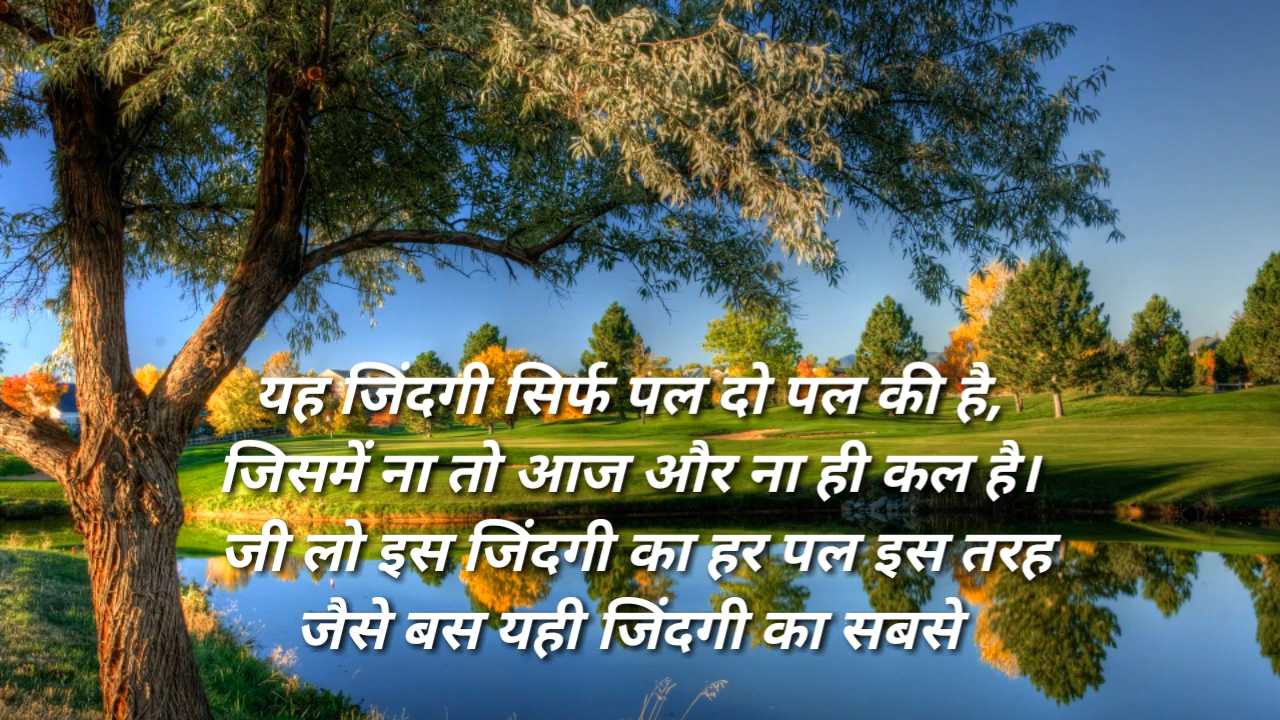 यह जिंदगी सिर्फ पल दो पल की है,
जिसमें ना तो आज और ना ही कल है।
जी लो इस जिंदगी का हर पल इस तरह
जैसे बस यही जिंदगी का सबसे